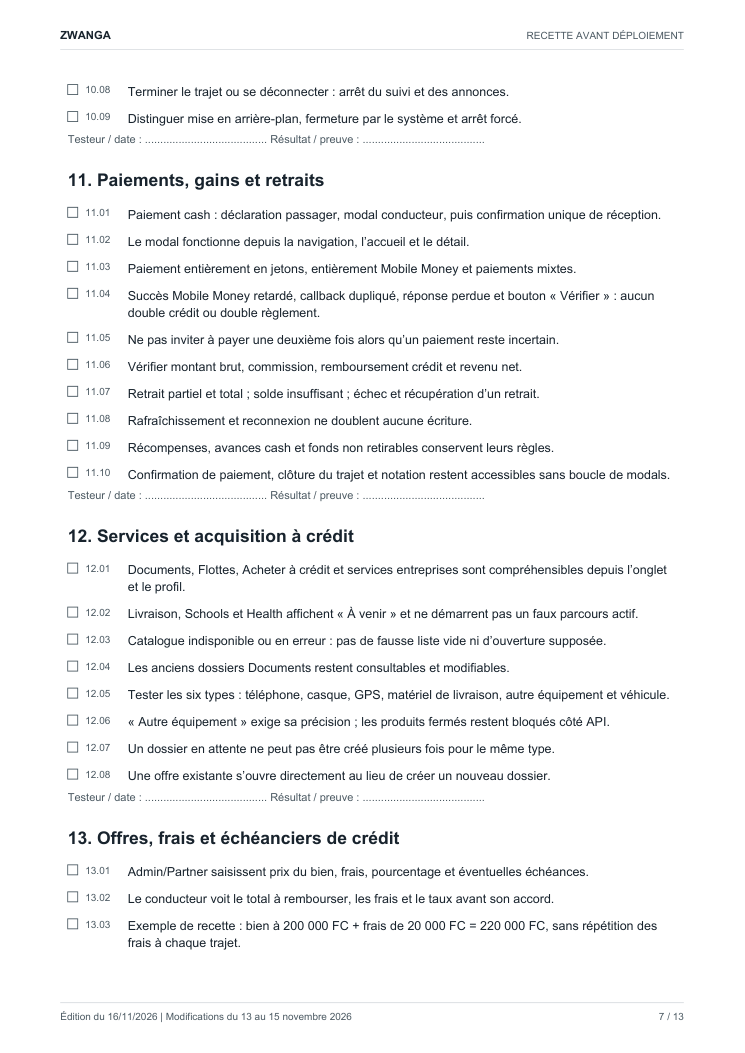 ZWANGA
RECETTE AVANT DÉPLOIEMENT
10.08 Terminer le trajet ou se déconnecter : arrêt du suivi et des annonces.
10.09 Distinguer mise en arrière-plan, fermeture par le système et arrêt forcé.
Testeur / date : ........................................ Résultat / preuve : ........................................
11. Paiements, gains et retraits
11.01 Paiement cash : déclaration passager, modal conducteur, puis confirmation unique de réception.
11.02 Le modal fonctionne depuis la navigation, l’accueil et le détail.
11.03 Paiement entièrement en jetons, entièrement Mobile Money et paiements mixtes.
11.04 Succès Mobile Money retardé, callback dupliqué, réponse perdue et bouton « Vérifier » : aucun
double crédit ou double règlement.
11.05 Ne pas inviter à payer une deuxième fois alors qu’un paiement reste incertain.
11.06 Vérifier montant brut, commission, remboursement crédit et revenu net.
11.07 Retrait partiel et total ; solde insuffisant ; échec et récupération d’un retrait.
11.08 Rafraîchissement et reconnexion ne doublent aucune écriture.
11.09 Récompenses, avances cash et fonds non retirables conservent leurs règles.
11.10 Confirmation de paiement, clôture du trajet et notation restent accessibles sans boucle de modals.
Testeur / date : ........................................ Résultat / preuve : ........................................
12. Services et acquisition à crédit
12.01 Documents, Flottes, Acheter à crédit et services entreprises sont compréhensibles depuis l’onglet
et le profil.
12.02 Livraison, Schools et Health affichent « À venir » et ne démarrent pas un faux parcours actif.
12.03 Catalogue indisponible ou en erreur : pas de fausse liste vide ni d’ouverture supposée.
12.04 Les anciens dossiers Documents restent consultables et modifiables.
12.05 Tester les six types : téléphone, casque, GPS, matériel de livraison, autre équipement et véhicule.
12.06 « Autre équipement » exige sa précision ; les produits fermés restent bloqués côté API.
12.07 Un dossier en attente ne peut pas être créé plusieurs fois pour le même type.
12.08 Une offre existante s’ouvre directement au lieu de créer un nouveau dossier.
Testeur / date : ........................................ Résultat / preuve : ........................................
13. Offres, frais et échéanciers de crédit
13.01 Admin/Partner saisissent prix du bien, frais, pourcentage et éventuelles échéances.
13.02 Le conducteur voit le total à rembourser, les frais et le taux avant son accord.
13.03 Exemple de recette : bien à 200 000 FC + frais de 20 000 FC = 220 000 FC, sans répétition des
frais à chaque trajet.
Édition du 16/11/2026 | Modifications du 13 au 15 novembre 2026
7 / 13